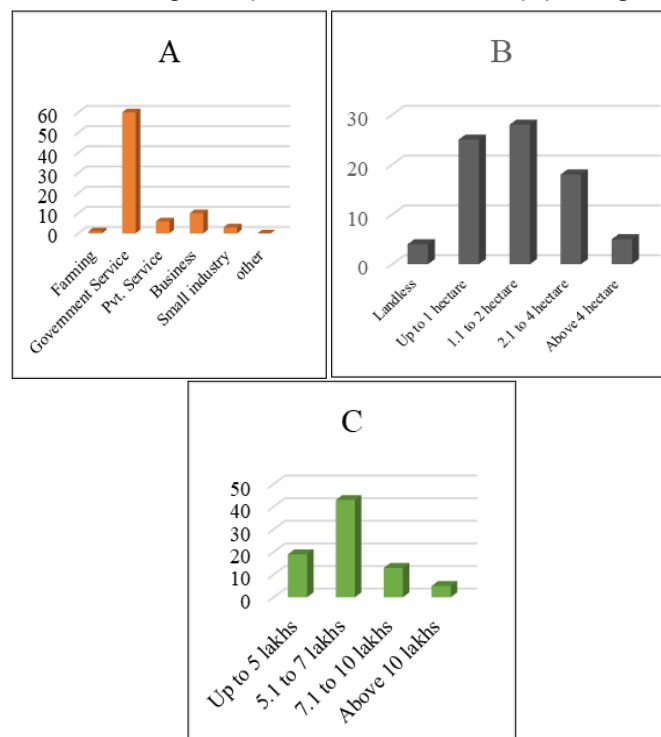 A
60
50
40
30
20
10
0
Farming
Government Service
Pvt. Service
Business
Small industry
other
B
30
20
10
0
Landless
Up to 1 hectare
1.1 to 2 hectare
2.1 to 4 hectare
Above 4 hectare
C
50
40
30
20
10
0
Up to 5 lakhs
5.1 to 7 lakhs
7.1 to 10 lakhs
Above 10 lakhs